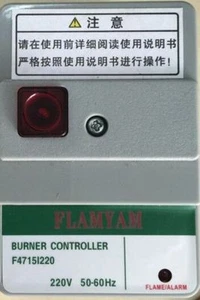 ⚠ 注 意
请在使用前详细阅读使用说明书
严格按照使用说明书进行操作!
FLAMYAM
BURNER CONTROLLER
F4715I220
220V 50-60Hz
FLAME/ALARM